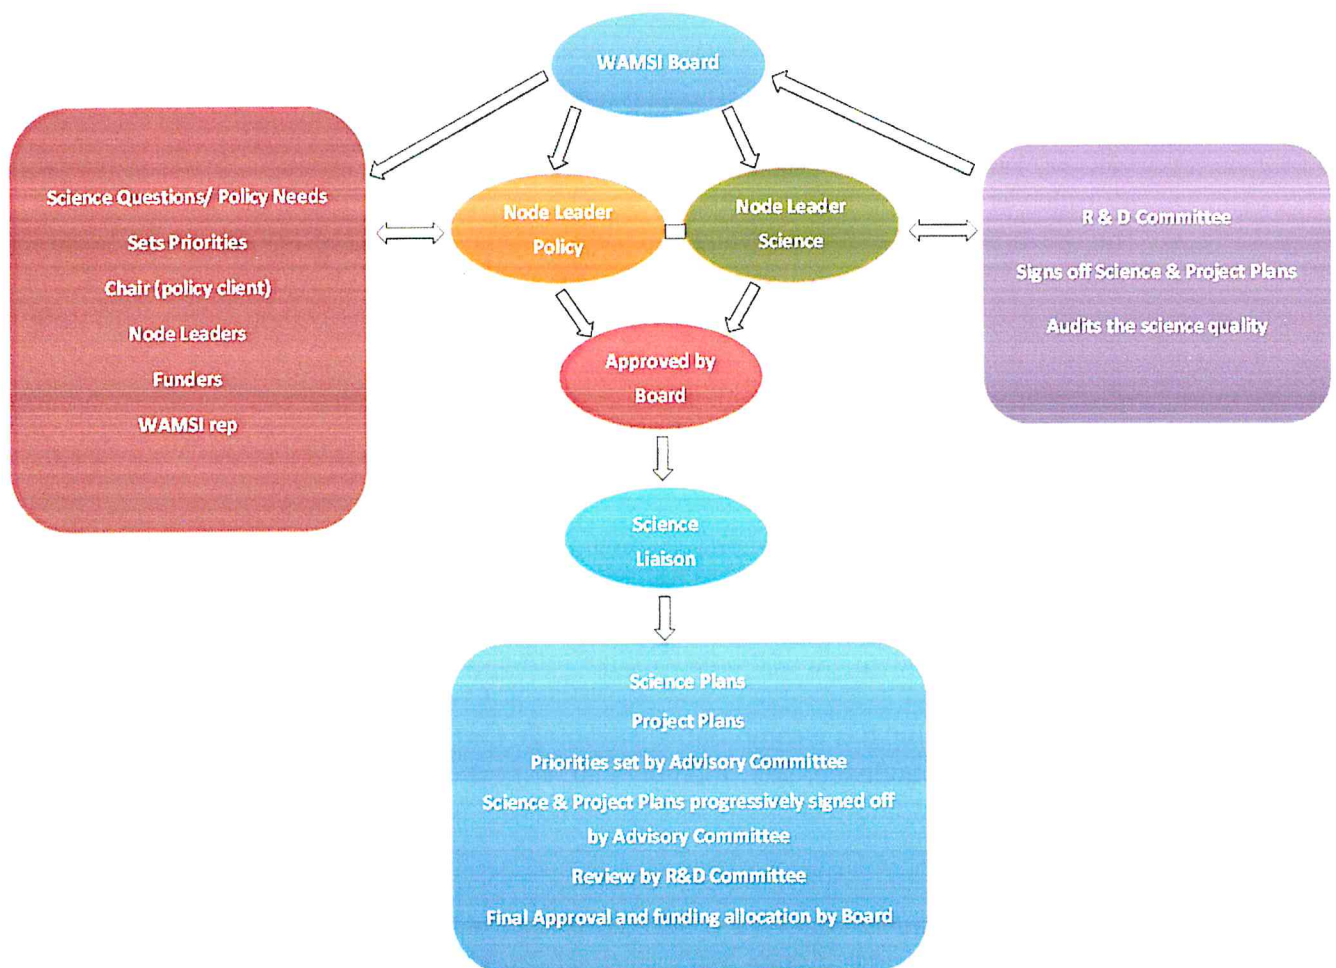 WAMSI Board
Science Questions/ Policy Needs
Sets Priorities
Chair (policy client)
Node Leaders
Funders
WAMSI rep
Node Leader
Policy
Node Leader
Science
R & D Committee
Signs off Science & Project Plans
Audits the science quality
Approved by
Board
Science
Liaison
Science Plans
Project Plans
Priorities set by Advisory Committee
Science & Project Plans progressively signed off
by Advisory Committee
Review by R&D Committee
Final Approval and funding allocation by Board